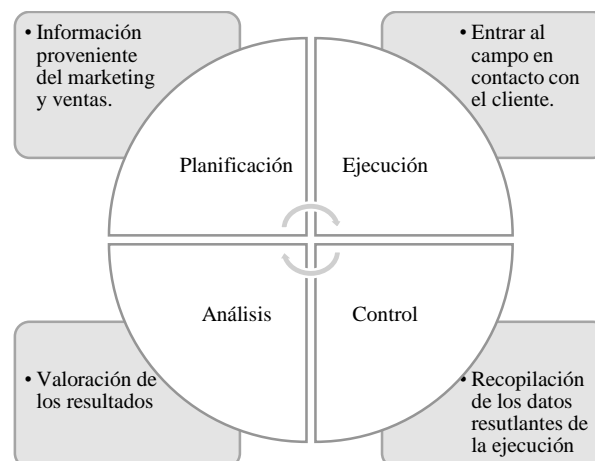 • Información
proveniente
del marketing
y ventas.
• Entrar al
campo en
contacto con
el cliente.
Planificación
Ejecución
Análisis
Control
• Valoración de
los resultados
• Recopilación
de los datos
resutlantes de
la ejecución